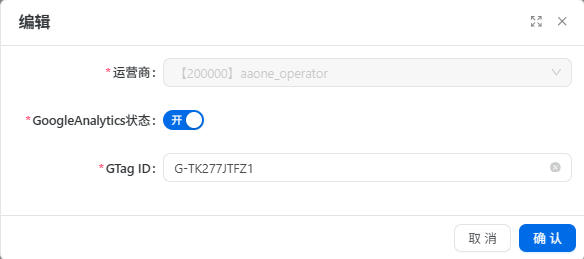 编辑
*运营商：
【200000】aaone_operator
*GoogleAnalytics状态：
开
*GTag ID：
G-TK277JTFZ1
取 消
确 认